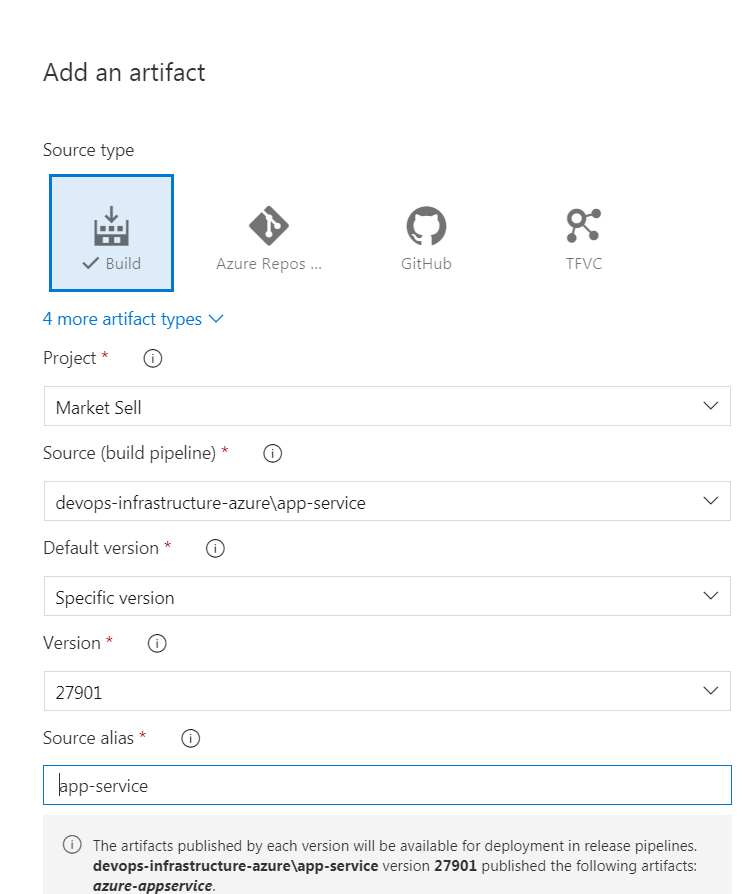 Add an artifact
Source type
Build
Azure Repos ...
GitHub
TFVC
4 more artifact types
Project *
Market Sell
Source (build pipeline) *
devops-infrastructure-azure\app-service
Default version *
Specific version
Version *
27901
Source alias *
app-service
The artifacts published by each version will be available for deployment in release pipelines.
devops-infrastructure-azure\app-service version 27901 published the following artifacts:
azure-appservice.